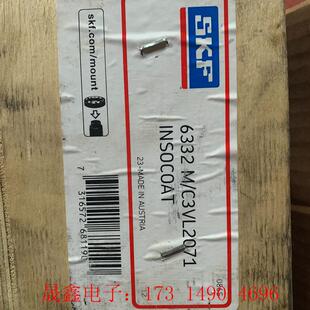 SKF
skf.com/mount
6332 M/C3VL2071
INSOCOAT
23-MADE IN AUSTRIA
7 316572 681191
晟鑫电子：173 1490 4696